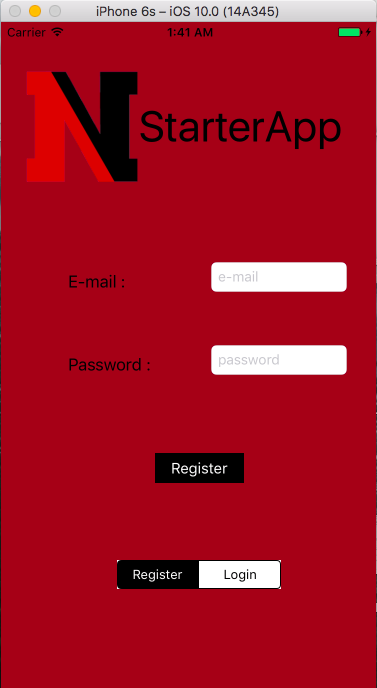 iPhone 6s – iOS 10.0 (14A345)
Carrier 1:41 AM
N StarterApp
E-mail : e-mail
Password : password
Register
Register Login